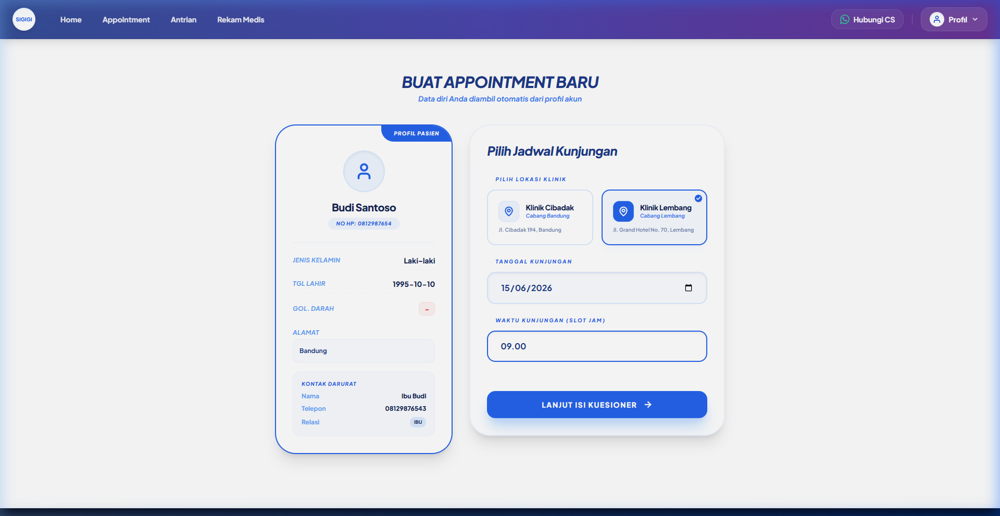 SIGIGI
Home
Appointment
Antrian
Rekam Medis
Hubungi CS
Profil
BUAT APPOINTMENT BARU
Data diri Anda diambil otomatis dari profil akun
PROFIL PASIEN
Budi Santoso
NO HP: 0812987654
JENIS KELAMIN
Laki-laki
TGL LAHIR
1995-10-10
GOL. DARAH
-
ALAMAT
Bandung
KONTAK DARURAT
Nama
Ibu Budi
Telepon
08129876543
Relasi
IBU
Pilih Jadwal Kunjungan
PILIH LOKASI KLINIK
Klinik Cibadak
Cabang Bandung
Jl. Cibadak 194, Bandung
Klinik Lembang
Cabang Lembang
Jl. Grand Hotel No. 70, Lembang
TANGGAL KUNJUNGAN
15/06/2026
WAKTU KUNJUNGAN (SLOT JAM)
09.00
LANJUT ISI KUESIONER